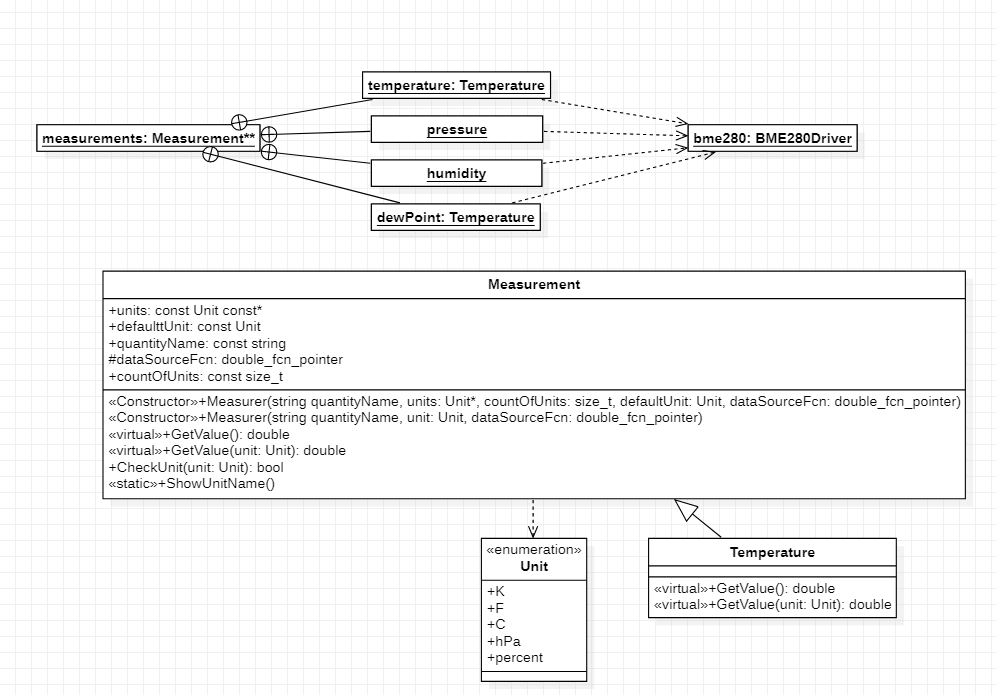 temperature: Temperature
measurements: Measurement**
pressure
bme280: BME280Driver
humidity
dewPoint: Temperature
Measurement
+units: const Unit const*
+defaulttUnit: const Unit
+quantityName: const string
#dataSourceFcn: double_fcn_pointer
+countOfUnits: const size_t
«Constructor»+Measurer(string quantityName, units: Unit*, countOfUnits: size_t, defaultUnit: Unit, dataSourceFcn: double_fcn_pointer)
«Constructor»+Measurer(string quantityName, unit: Unit, dataSourceFcn: double_fcn_pointer)
«virtual»+GetValue(): double
«virtual»+GetValue(unit: Unit): double
+CheckUnit(unit: Unit): bool
«static»+ShowUnitName()
«enumeration»
Unit
+K
+F
+C
+hPa
+percent
Temperature
«virtual»+GetValue(): double
«virtual»+GetValue(unit: Unit): double